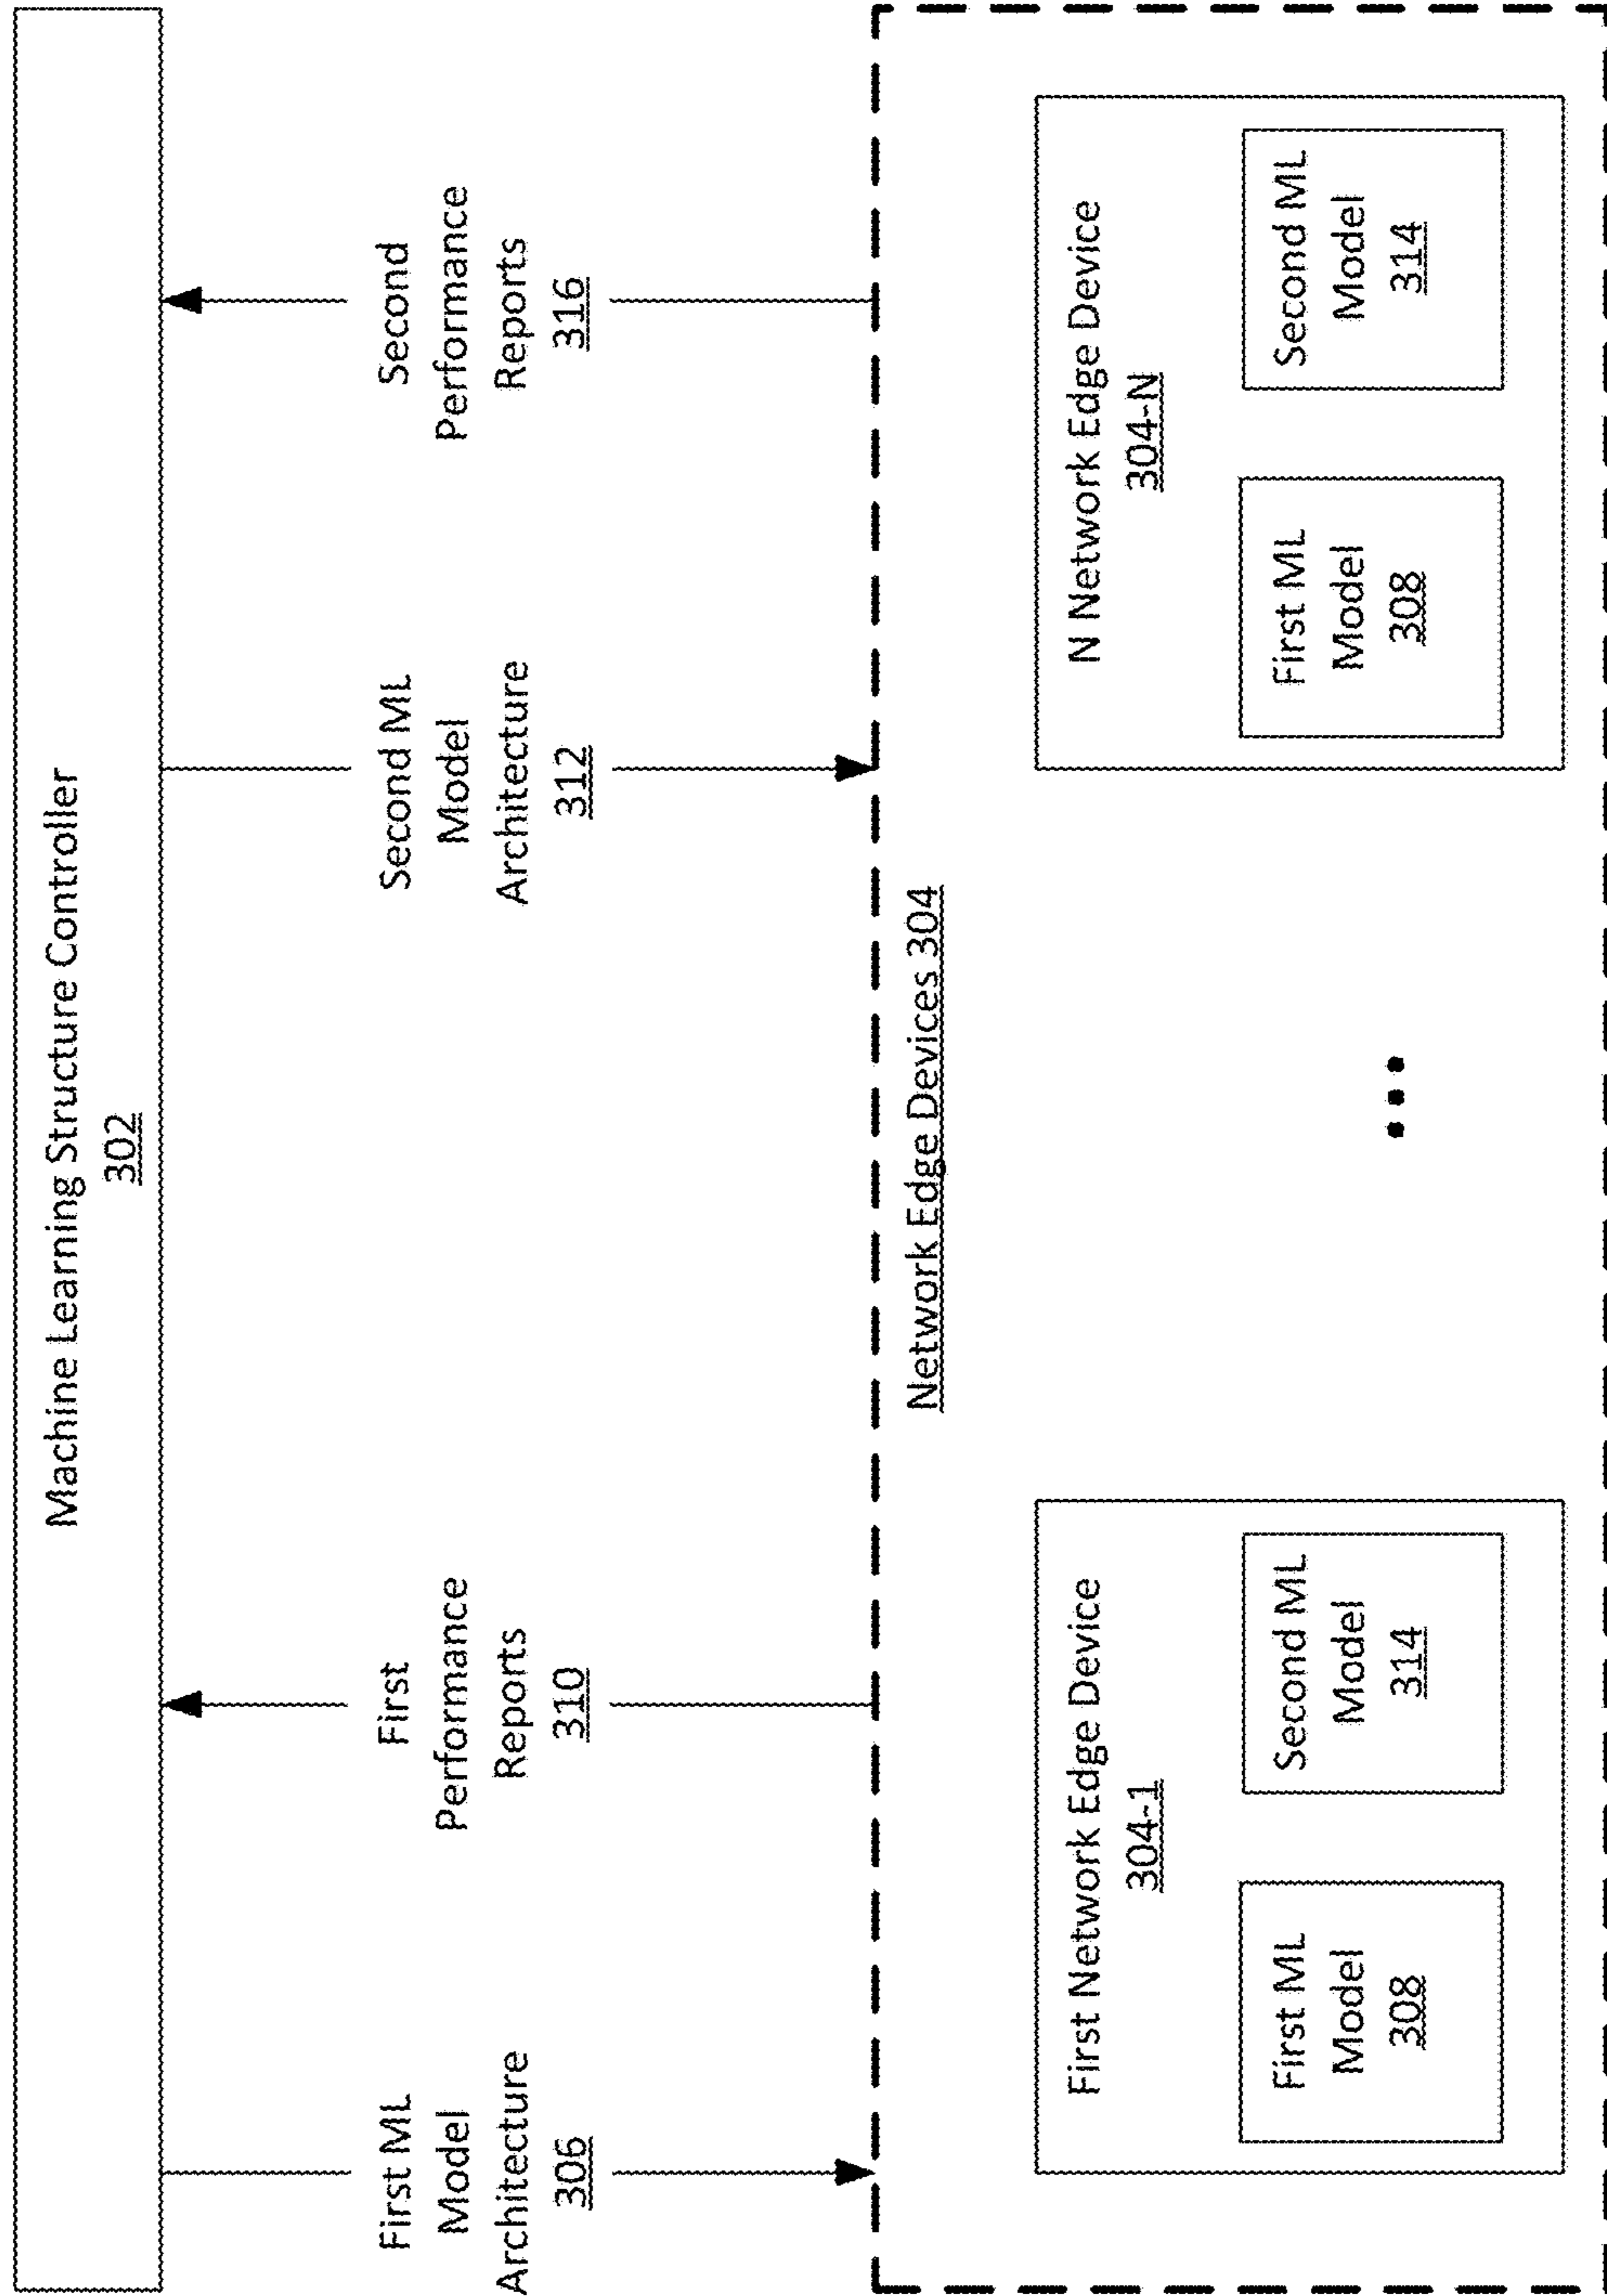 Machine Learning Structure Controller
302
First ML
Model
Architecture
306
First
Performance
Reports
310
Second ML
Model
Architecture
312
Second
Performance
Reports
316
Network Edge Devices 304
First Network Edge Device
304-1
First ML
Model
308
Second ML
Model
314
...
N Network Edge Device
304-N
First ML
Model
308
Second ML
Model
314